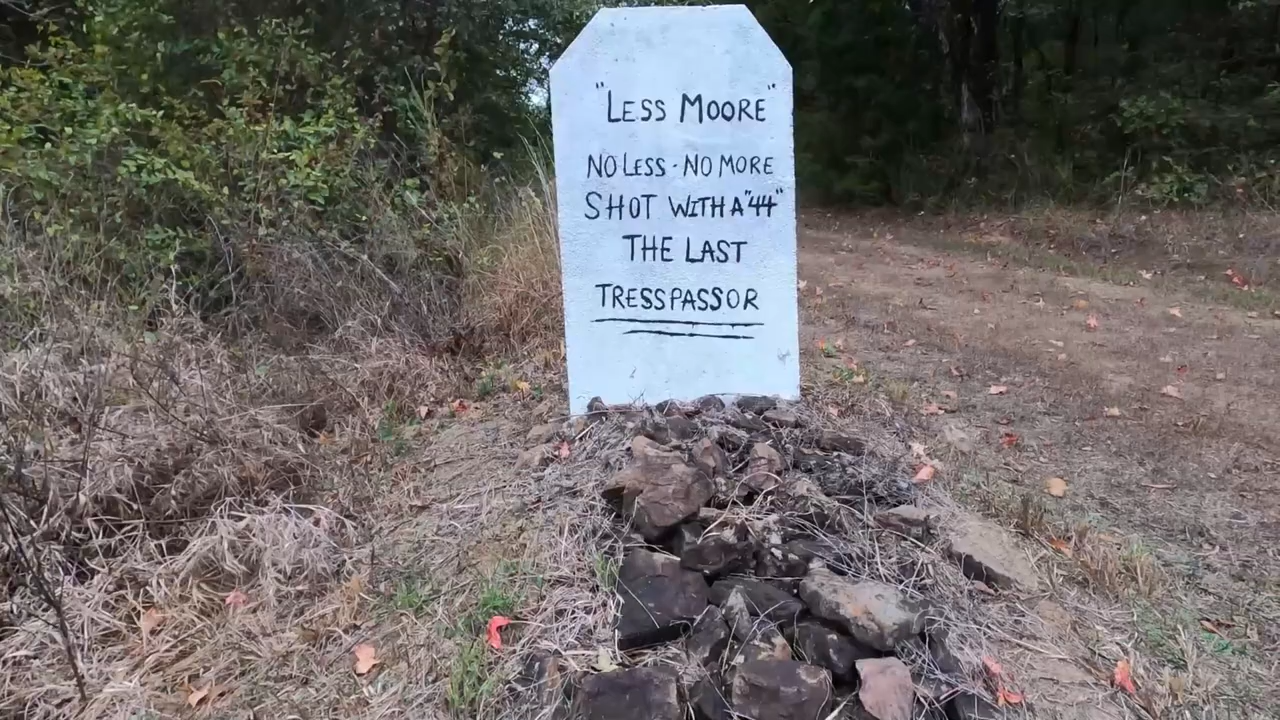 "LESS MOORE"
NO LESS - NO MORE
SHOT WITH A "44"
THE LAST
TRESSPASSOR